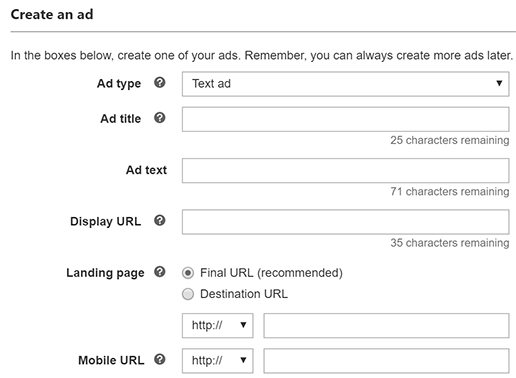 Create an ad
In the boxes below, create one of your ads. Remember, you can always create more ads later.
Ad type ? Text ad ▼
Ad title ?
25 characters remaining
Ad text
71 characters remaining
Display URL ?
35 characters remaining
Landing page ? Final URL (recommended)
Destination URL
http:// ▼
Mobile URL ? http:// ▼